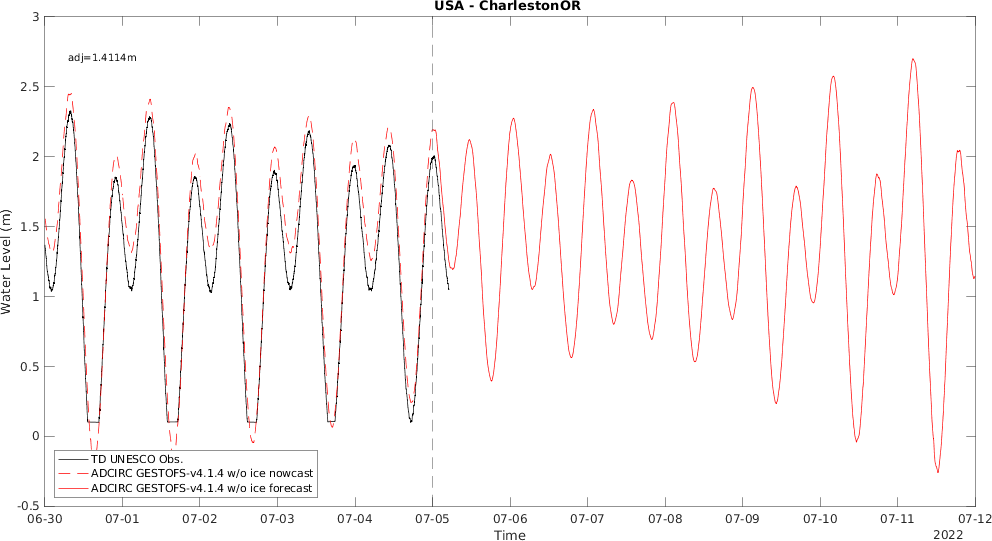 USA - CharlestonOR
adj=1.4114m
3
2.5
2
1.5
1
0.5
0
-0.5
Water Level (m)
TD UNESCO Obs.
ADCIRC GESTOFS-v4.1.4 w/o ice nowcast
ADCIRC GESTOFS-v4.1.4 w/o ice forecast
06-30 07-01 07-02 07-03 07-04 07-05 07-06 07-07 07-08 07-09 07-10 07-11 07-12
Time
2022